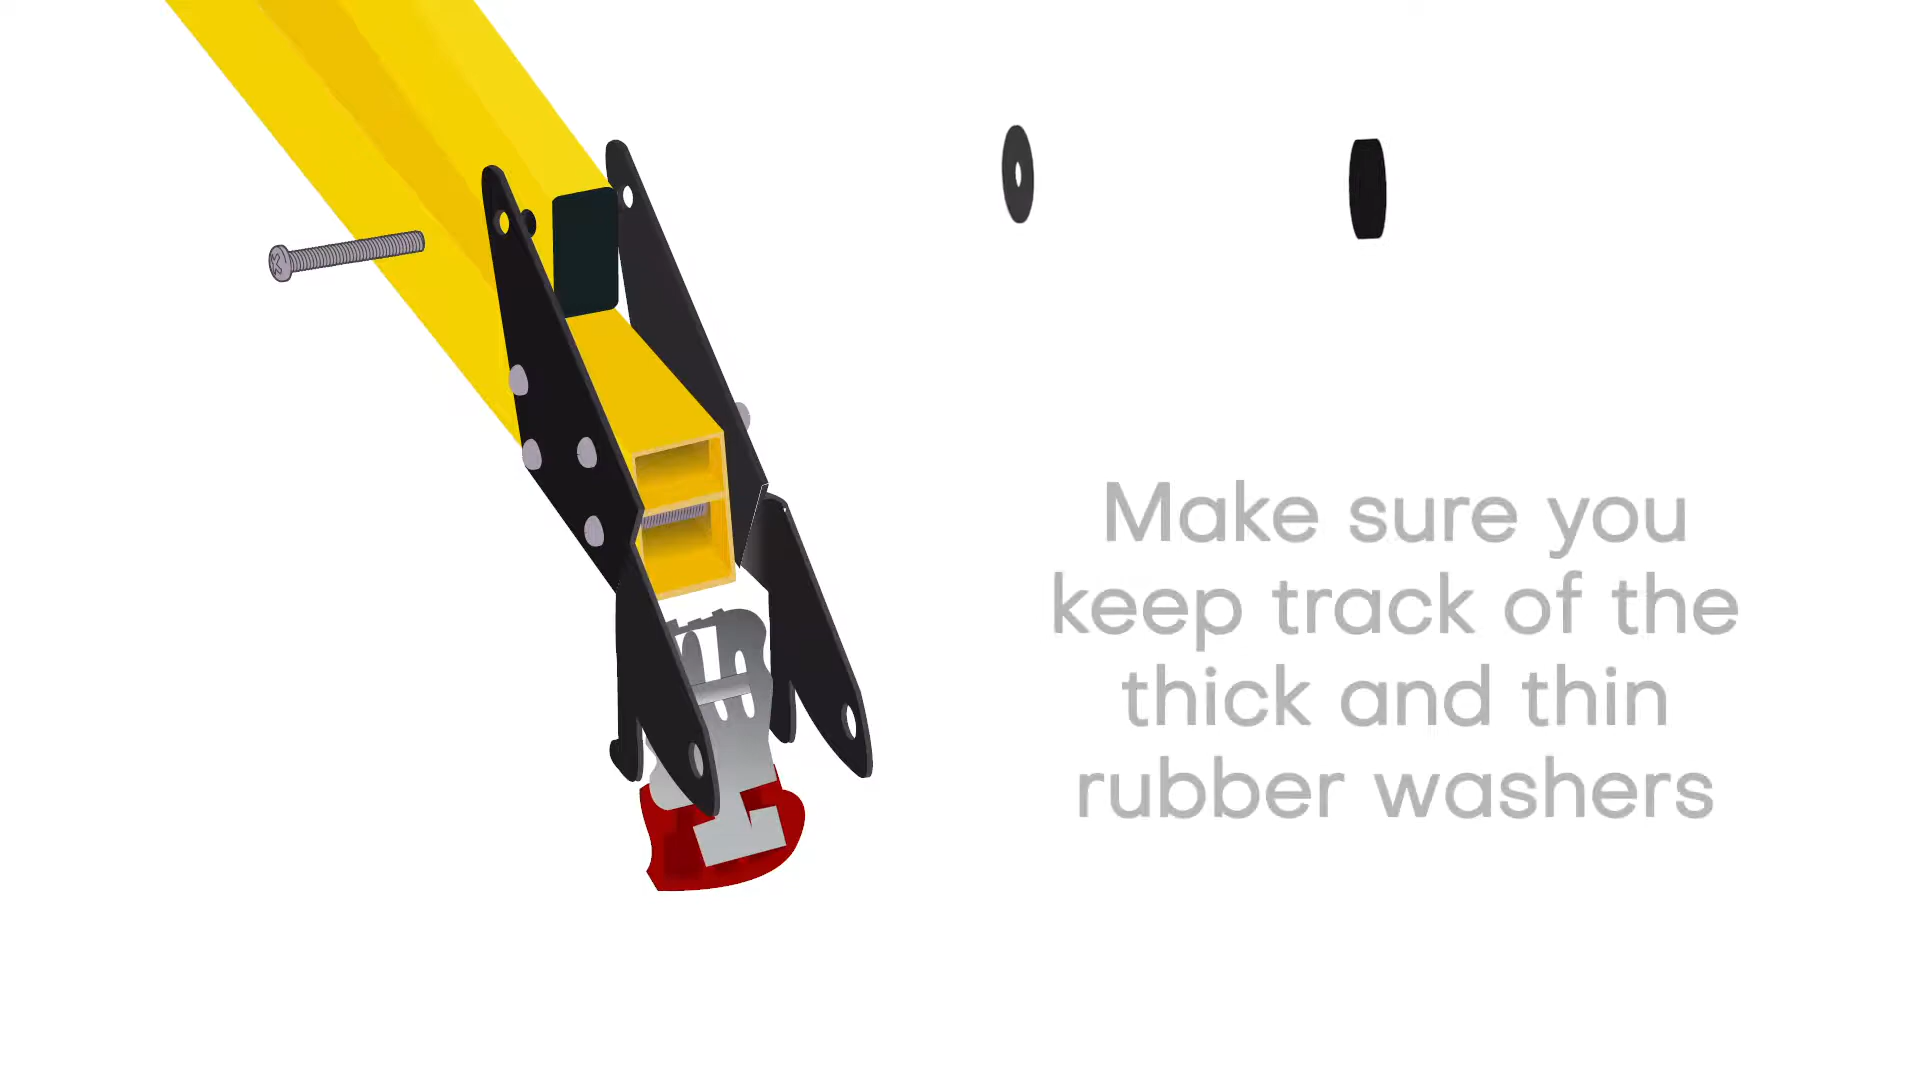 Make sure you
keep track of the
thick and thin
rubber washers